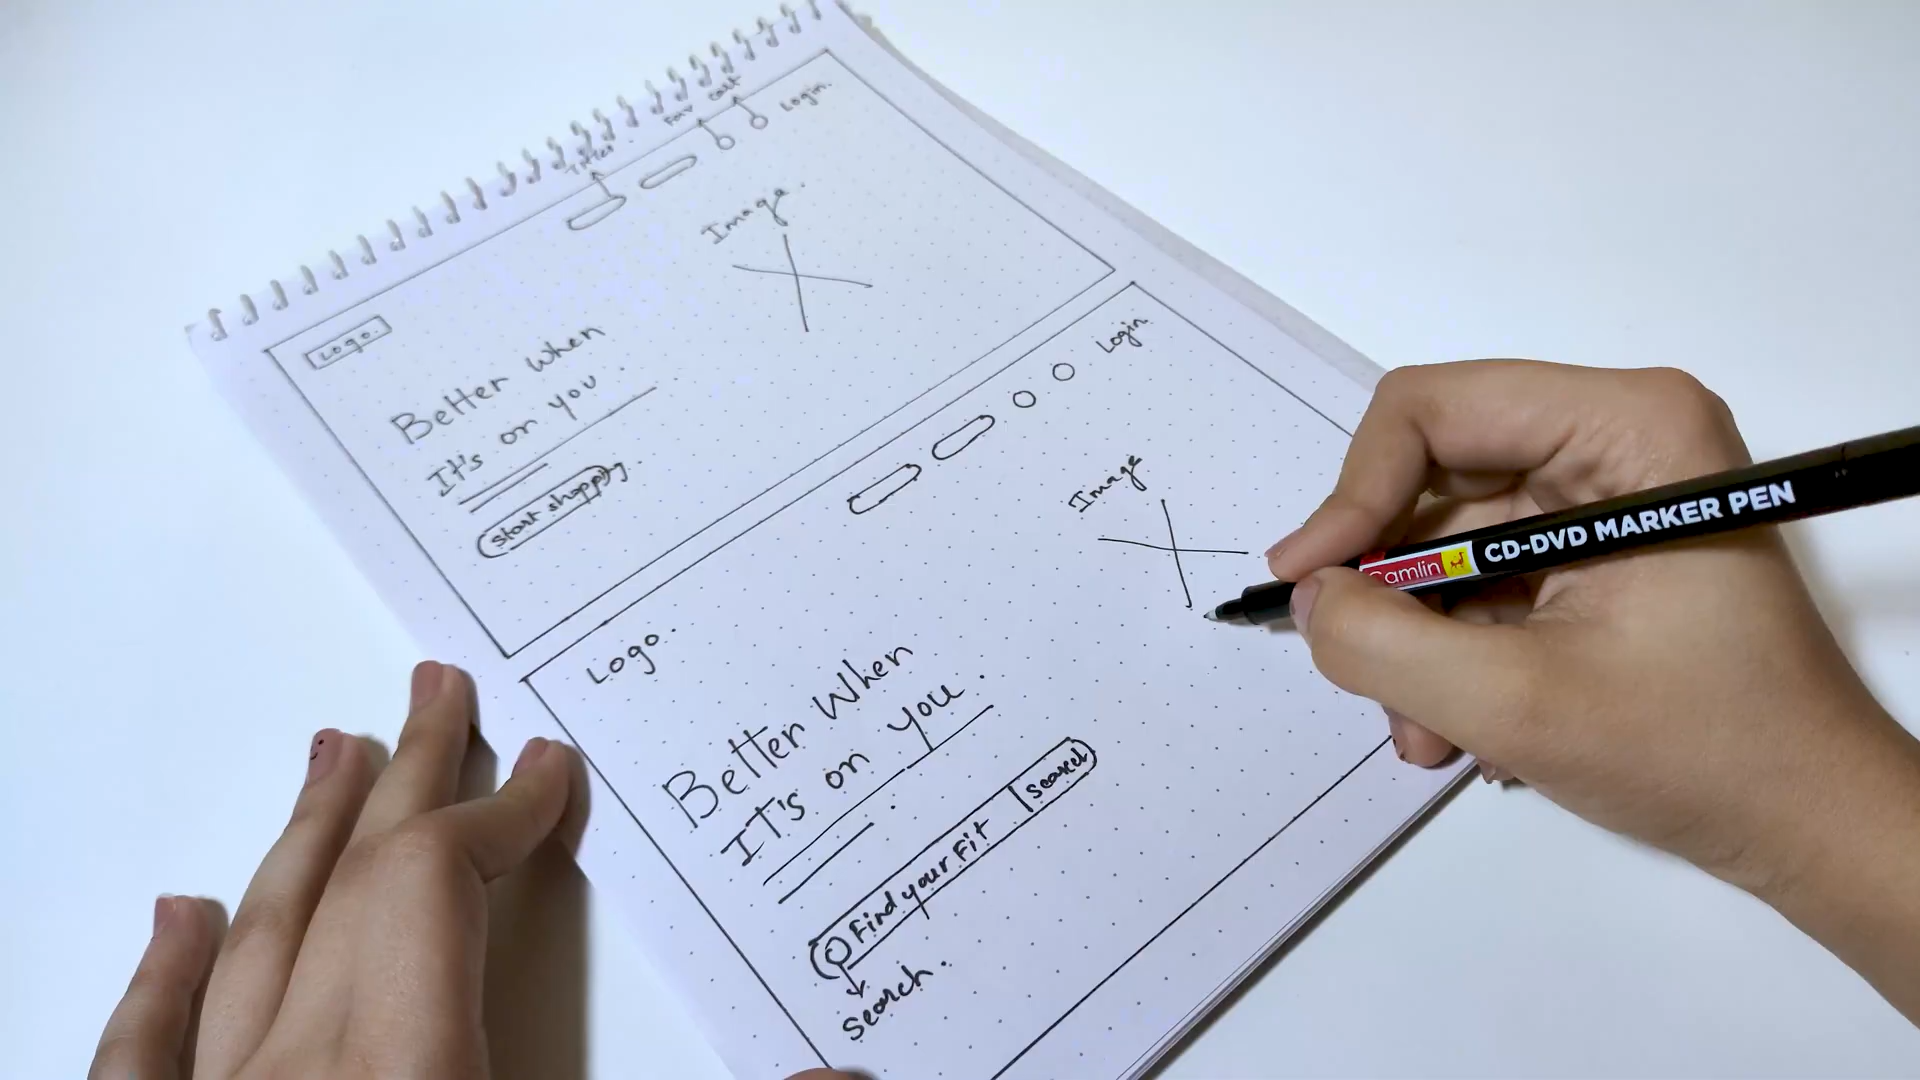 Titles
Fav
Cart
Login.
Logo.
Image.
Better When
It's on you.
Start shopping.
Login
Image
Logo.
Better When
IT's on you.
Find your Fit
search
Search.
Camlin
CD-DVD MARKER PEN